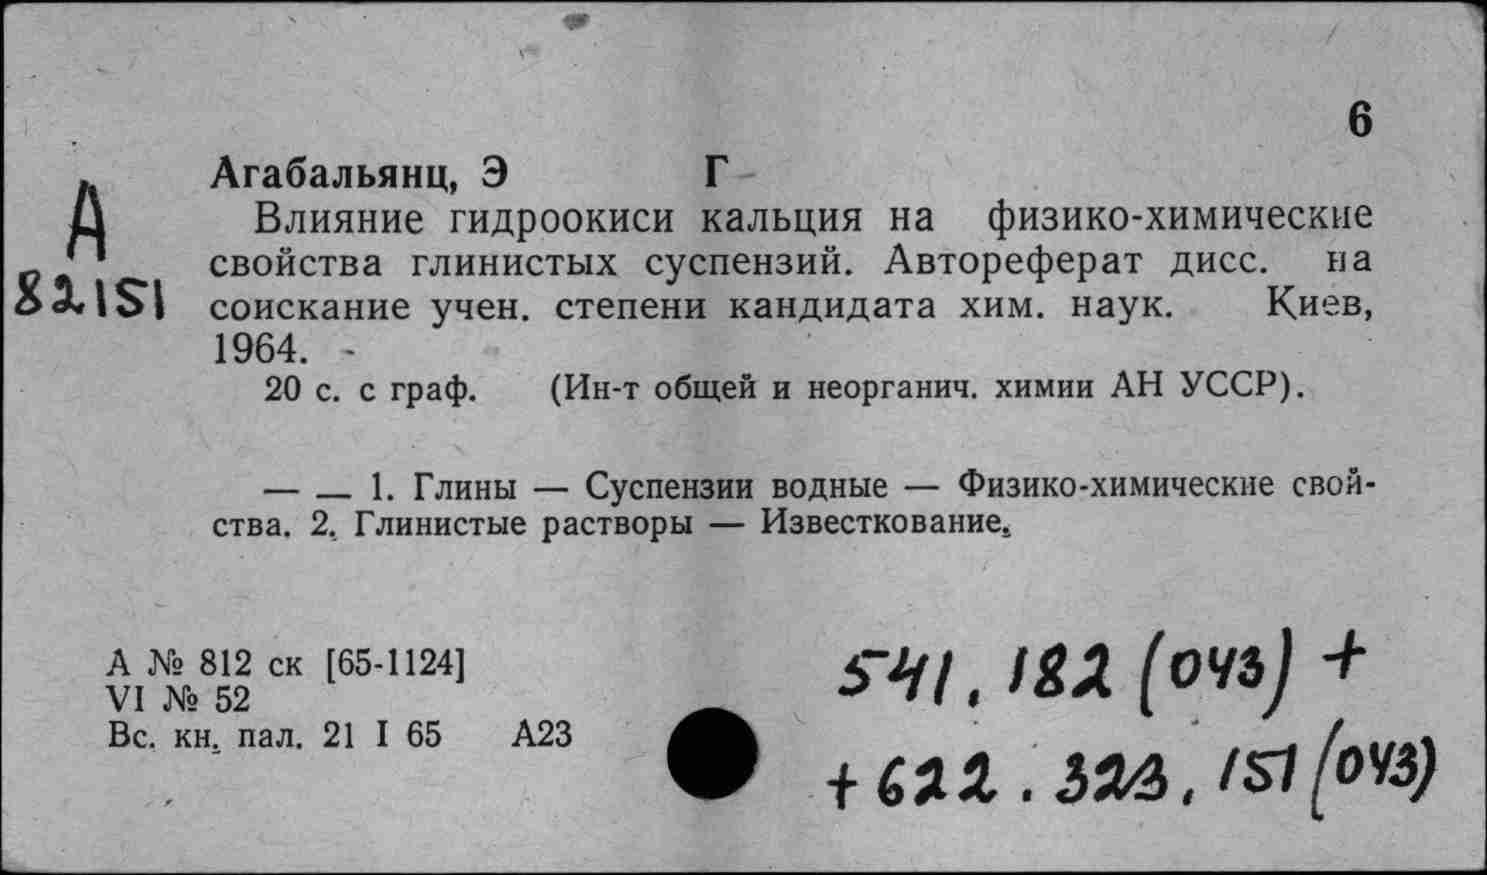 6
Агабальянц, Э Г
Влияние гидроокиси кальция на физико-химические
свойства глинистых суспензий. Автореферат дисс. на
соискание учен. степени кандидата хим. наук. Киев,
1964. -
20 с. с граф. (Ин-т общей и неорганич. химии АН УССР).
А
82151
— — 1. Глины — Суспензии водные — Физико-химические свой-
ства. 2. Глинистые растворы — Известкование.
А № 812 ск [65-1124]
VI № 52
Вс. кн. пал. 21 I 65 А23
541.182 (043) +
+ 622.323.151 (043)